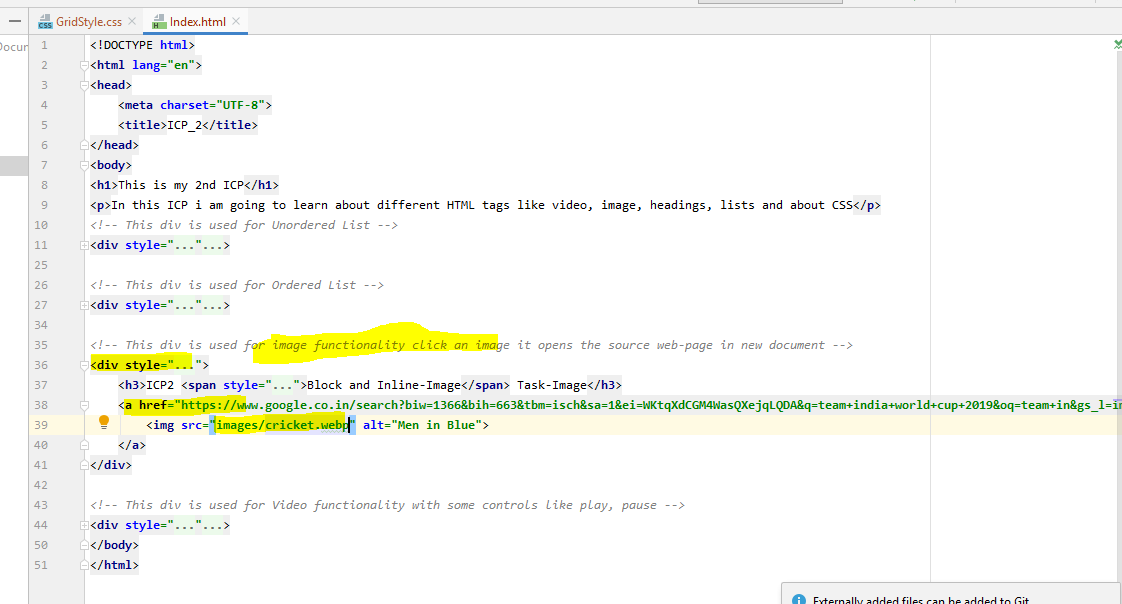 GridStyle.css Index.html
1 <!DOCTYPE html>
2 <html lang="en">
3 <head>
4 <meta charset="UTF-8">
5 <title>ICP_2</title>
6 </head>
7 <body>
8 <h1>This is my 2nd ICP</h1>
9 <p>In this ICP i am going to learn about different HTML tags like video, image, headings, lists and about CSS</p>
10 <!-- This div is used for Unordered List -->
11 <div style="..."...>
25
26 <!-- This div is used for Ordered List -->
27 <div style="..."...>
34
35 <!-- This div is used for image functionality click an image it opens the source web-page in new document -->
36 <div style="...">
37 <h3>ICP2 <span style="...">Block and Inline-Image</span> Task-Image</h3>
38 <a href="https://www.google.co.in/search?biw=1366&bih=663&tbm=isch&sa=1&ei=WKtqXdCGM4WasQXejqLQDA&q=team+india+world+cup+2019&oq=team+in&gs_l=i
39 <img src="images/cricket.webp" alt="Men in Blue">
40 </a>
41 </div>
42
43 <!-- This div is used for Video functionality with some controls like play, pause -->
44 <div style="..."...>
50 </body>
51 </html>
Externally added files can be added to Git